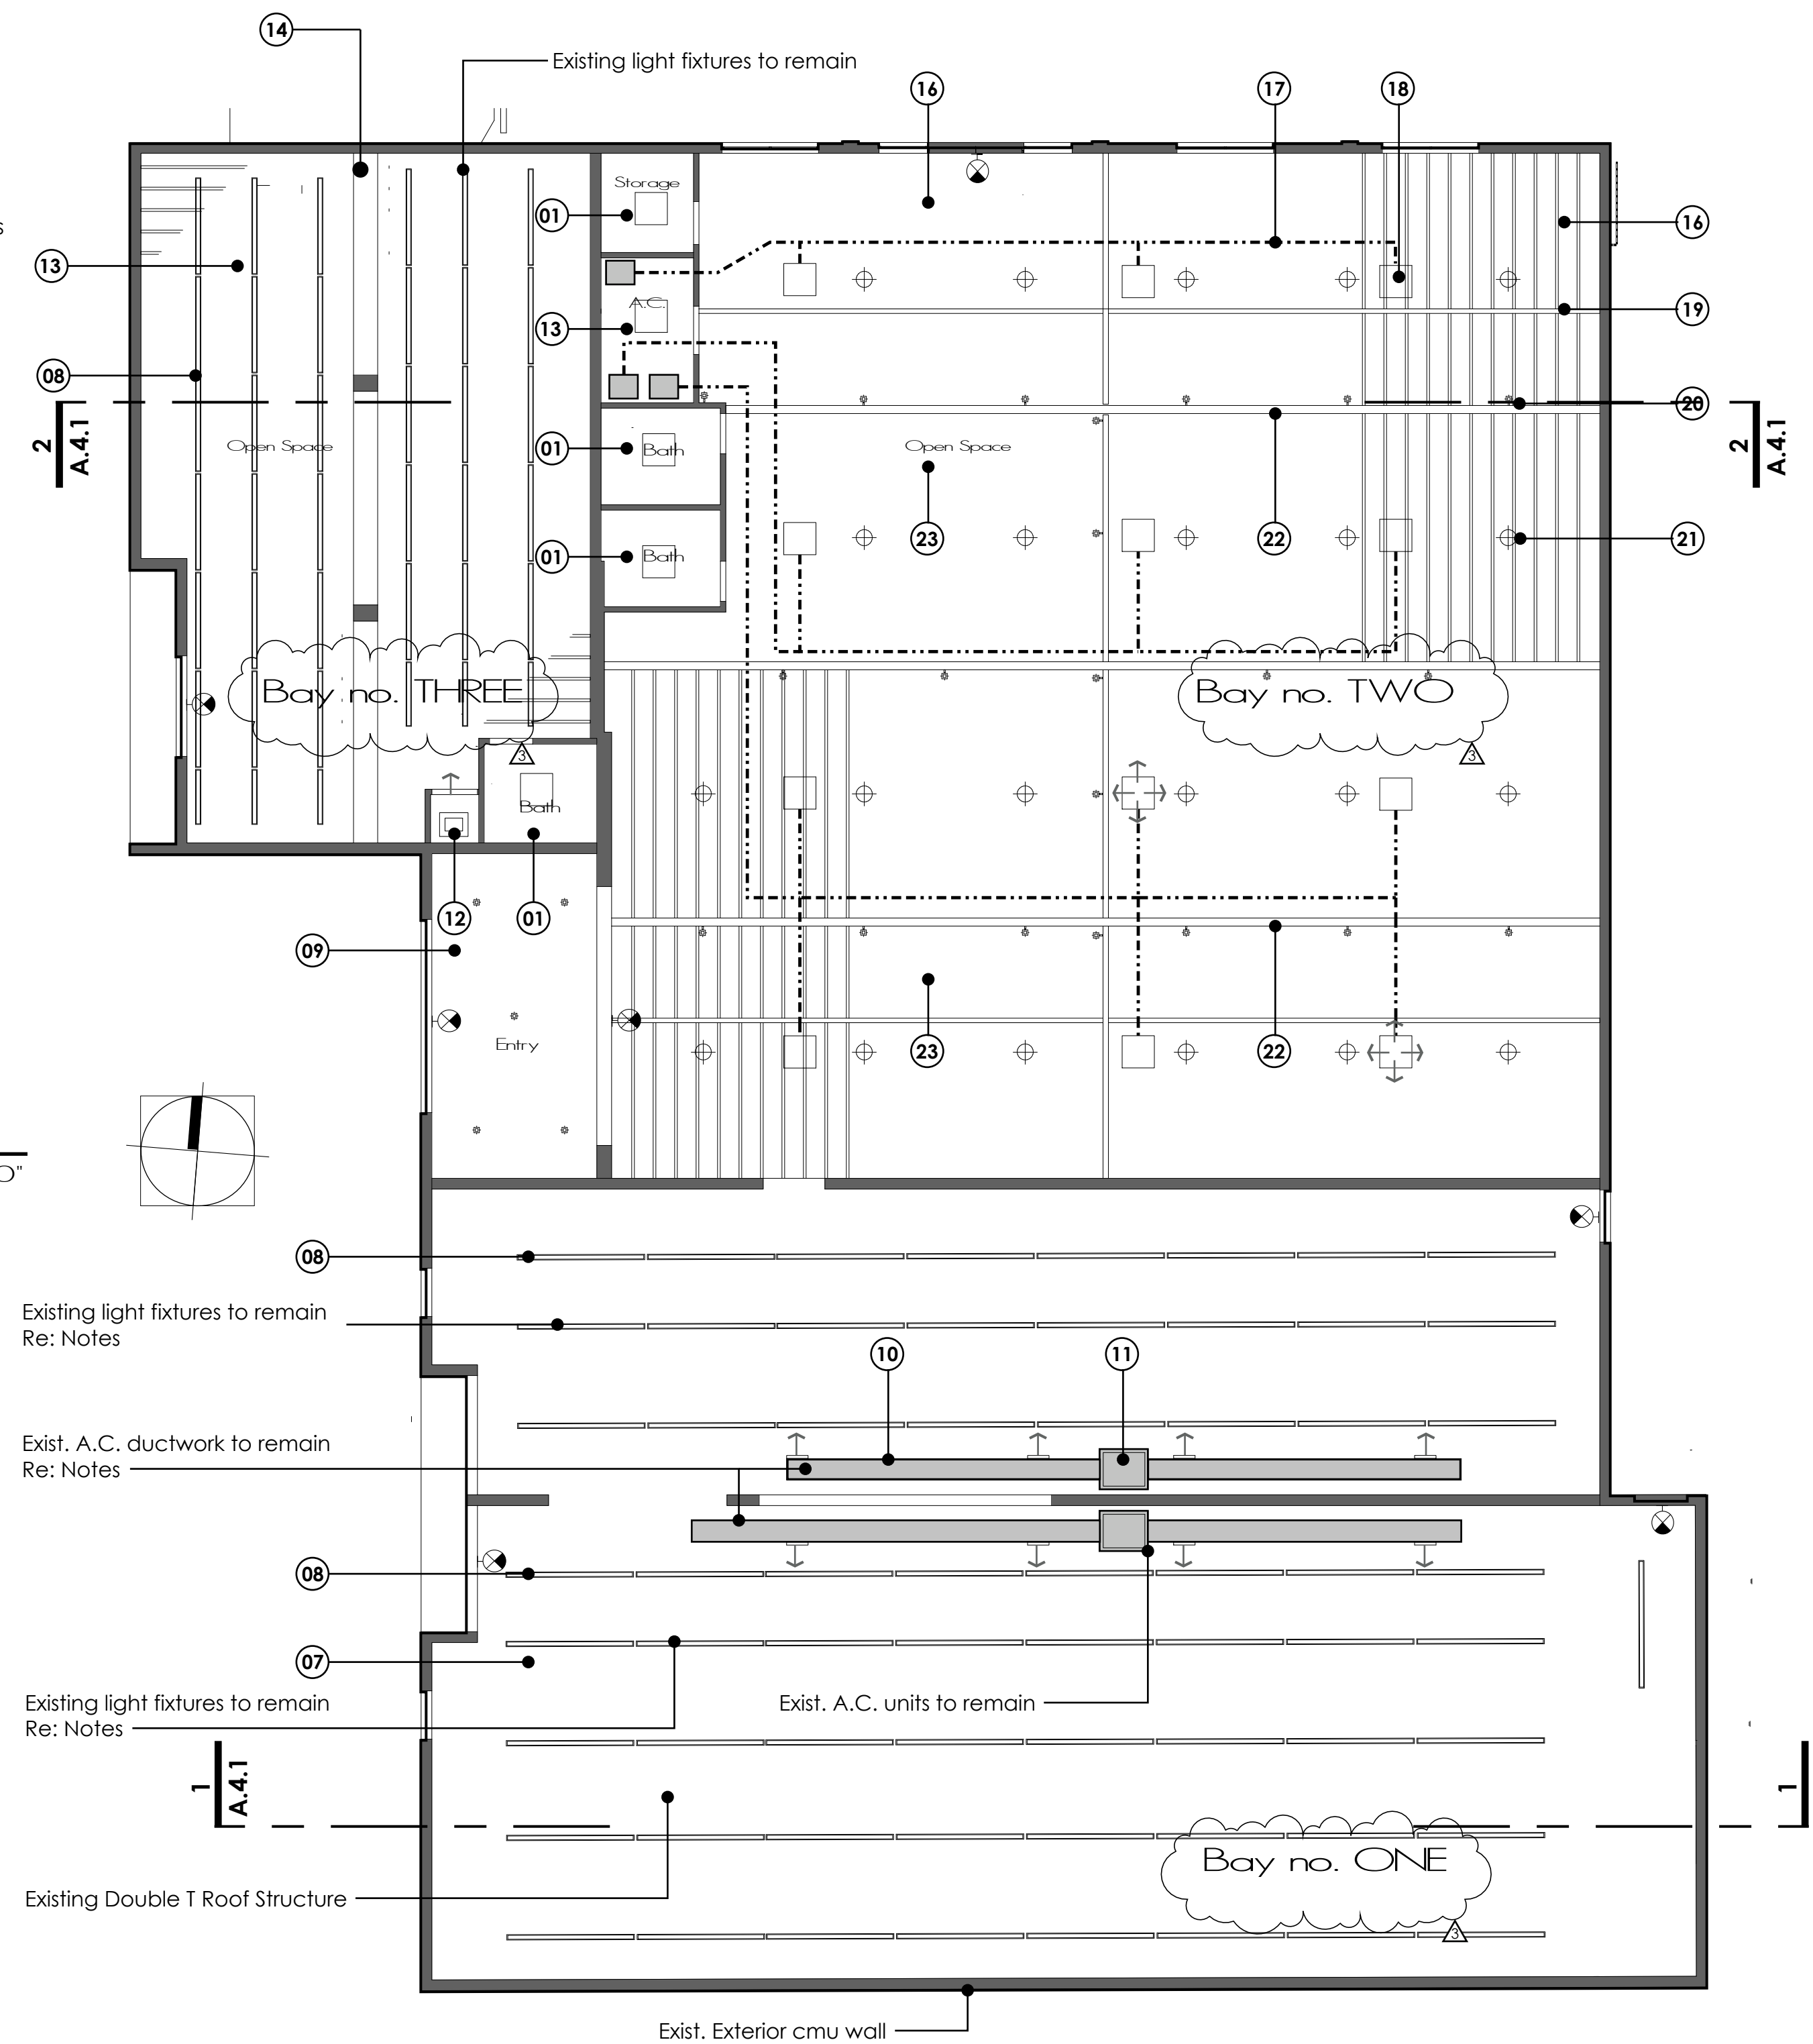 14
Existing light fixtures to remain
16
17
18
s
13
01
Storage
16
A.C.
13
19
08
20
2
A.4.1
Open Space
01
Bath
Open Space
2
A.4.1
23
22
21
01
Bath
Bay no. THREE
3
Bay no. TWO
3
Bath
12
01
09
Entry
23
22
O"
08
Existing light fixtures to remain
Re: Notes
10
11
Exist. A.C. ductwork to remain
Re: Notes
08
07
Existing light fixtures to remain
Re: Notes
Exist. A.C. units to remain
1
A.4.1
1
Bay no. ONE
3
Existing Double T Roof Structure
Exist. Exterior cmu wall